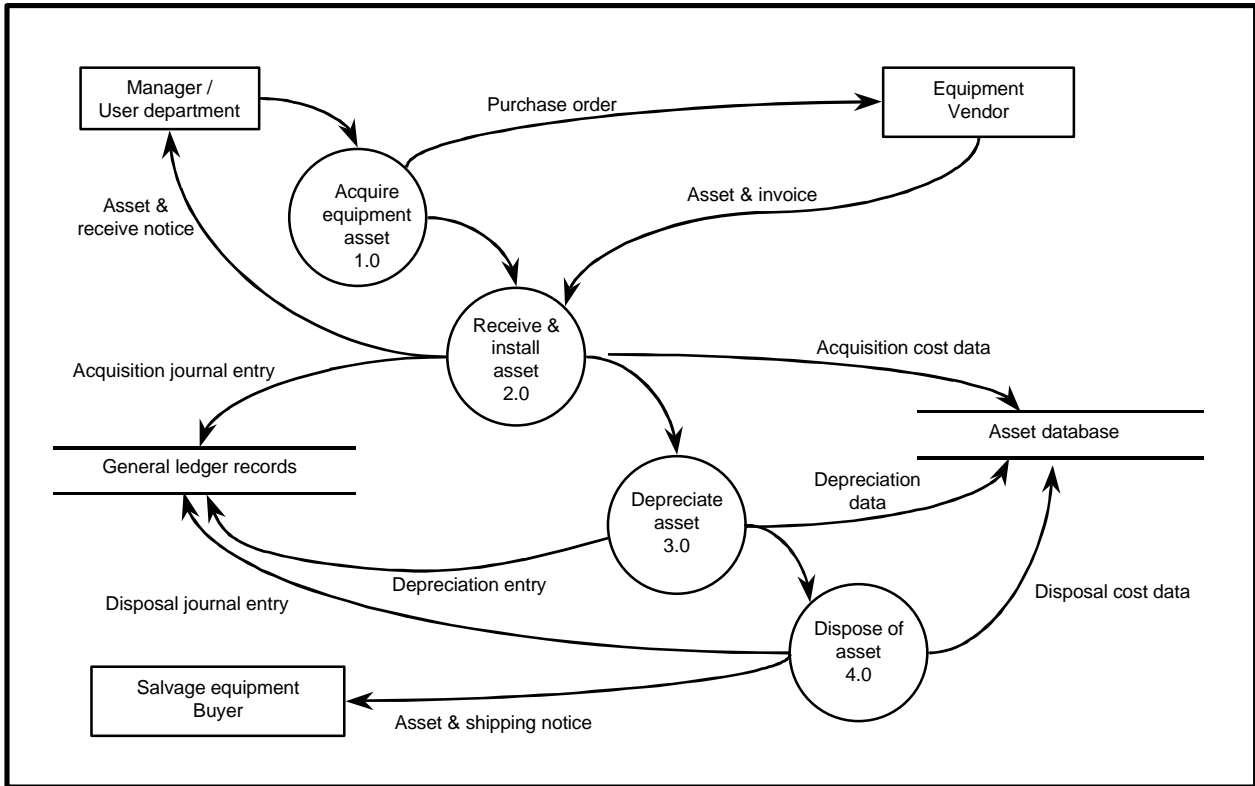 Manager /
User department
Purchase order
Equipment
Vendor
Asset & invoice
Acquire
equipment
asset
1.0
Asset &
receive notice
Receive &
install
asset
2.0
Acquisition cost data
Acquisition journal entry
Asset database
General ledger records
Depreciation
data
Depreciate
asset
3.0
Depreciation entry
Disposal journal entry
Disposal cost data
Dispose of
asset
4.0
Salvage equipment
Buyer
Asset & shipping notice